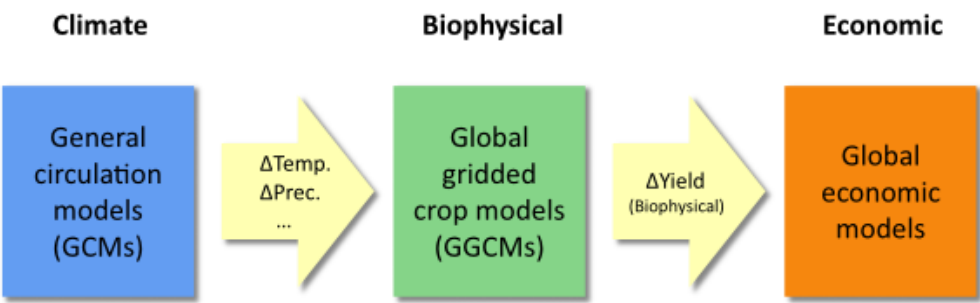 Climate
Biophysical
Economic
General
circulation
models
(GCMs)
ΔTemp.
ΔPrec.
...
Global
gridded
crop models
(GGCMs)
ΔYield
(Biophysical)
Global
economic
models